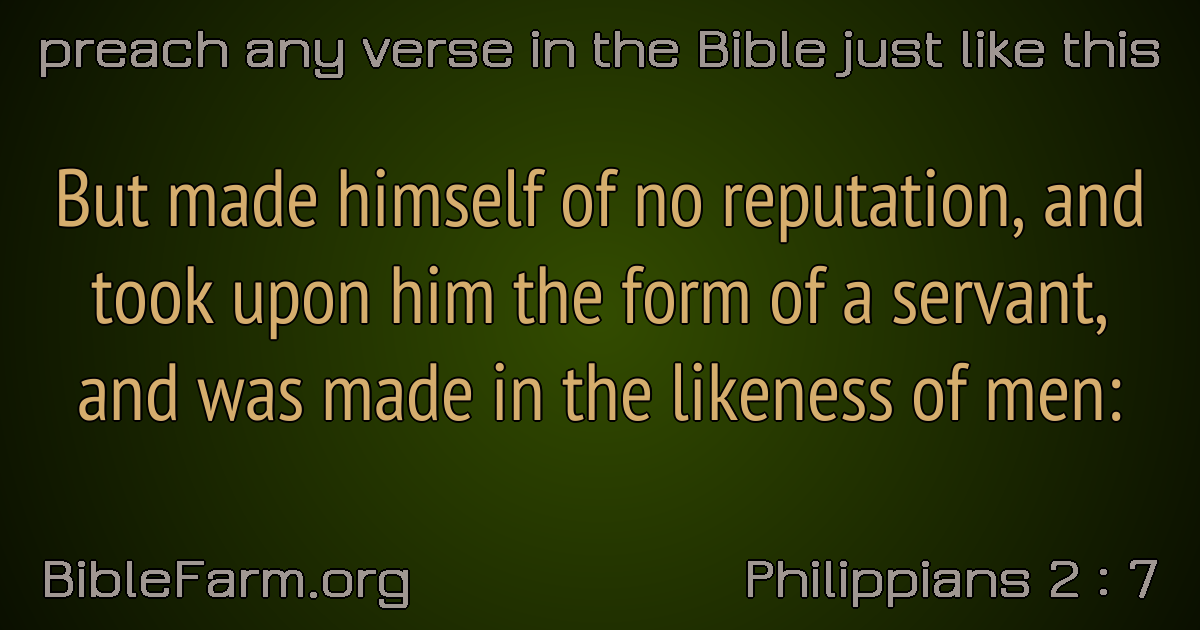 preach any verse in the Bible just like this
But made himself of no reputation, and
took upon him the form of a servant,
and was made in the likeness of men:
BibleFarm.org
Philippians 2 : 7